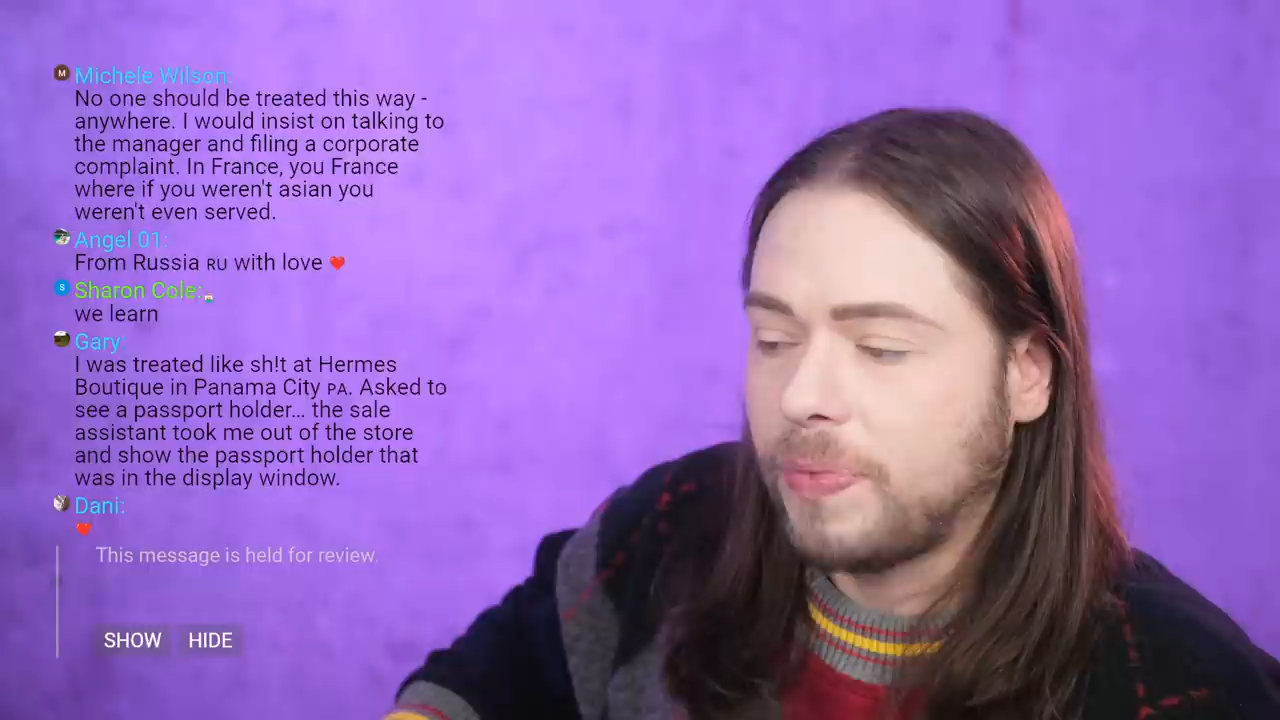 M Michele Wilson:
No one should be treated this way -
anywhere. I would insist on talking to
the manager and filing a corporate
complaint. In France, you France
where if you weren't asian you
weren't even served.
Angel 01:
From Russia RU with love ❤️
S Sharon Cole:
we learn
Gary:
I was treated like sh!t at Hermes
Boutique in Panama City PA. Asked to
see a passport holder... the sale
assistant took me out of the store
and show the passport holder that
was in the display window.
Dani:
❤️
This message is held for review.
SHOW HIDE